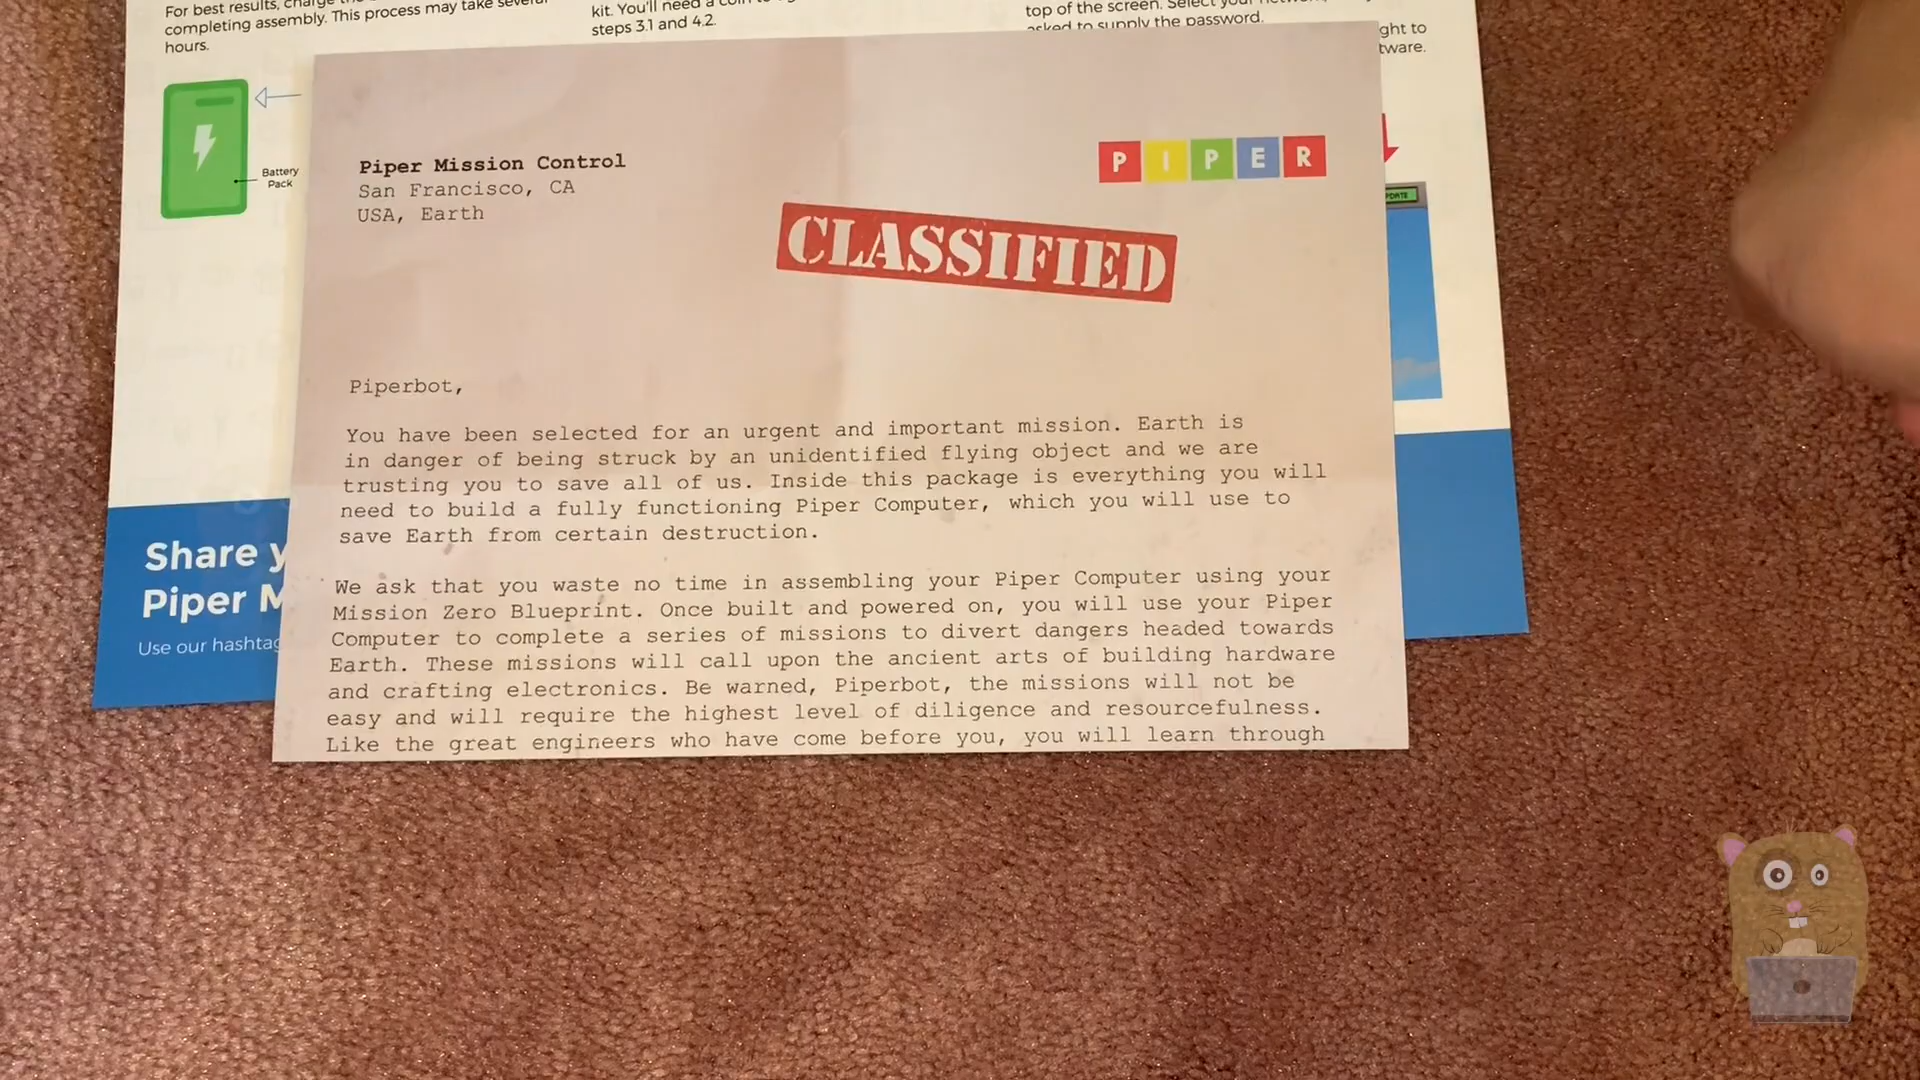 For best results, charge the
completing assembly. This process may take several
hours.
kit. You'll need a coin
steps 3.1 and 4.2.
top of the screen. Select your network,
asked to supply the password.
ght to
tware.
Battery
Pack
Piper Mission Control
San Francisco, CA
USA, Earth
PIPER
CLASSIFIED
PDATE
Piperbot,
You have been selected for an urgent and important mission. Earth is
in danger of being struck by an unidentified flying object and we are
trusting you to save all of us. Inside this package is everything you will
need to build a fully functioning Piper Computer, which you will use to
save Earth from certain destruction.
We ask that you waste no time in assembling your Piper Computer using your
Mission Zero Blueprint. Once built and powered on, you will use your Piper
Computer to complete a series of missions to divert dangers headed towards
Earth. These missions will call upon the ancient arts of building hardware
and crafting electronics. Be warned, Piperbot, the missions will not be
easy and will require the highest level of diligence and resourcefulness.
Like the great engineers who have come before you, you will learn through
Share y
Piper M
Use our hashtag